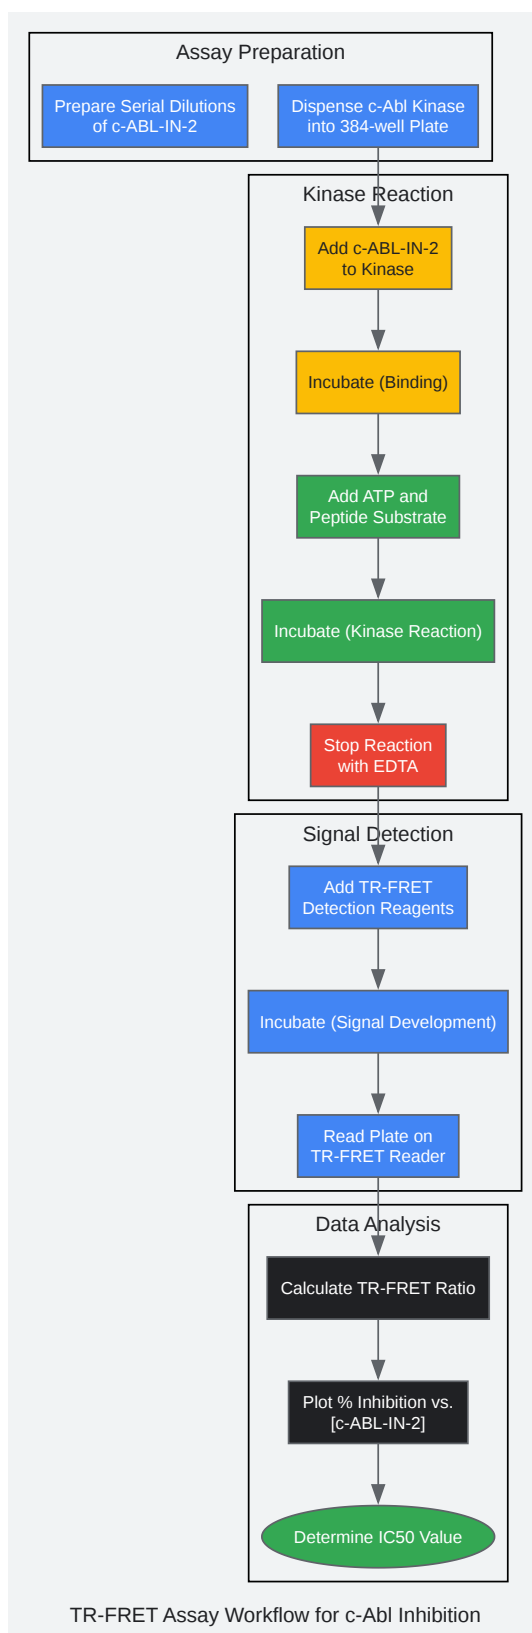 Assay Preparation
Prepare Serial Dilutions
of c-ABL-IN-2
Dispense c-Abl Kinase
into 384-well Plate
Kinase Reaction
Add c-ABL-IN-2
to Kinase
Incubate (Binding)
Add ATP and
Peptide Substrate
Incubate (Kinase Reaction)
Stop Reaction
with EDTA
Signal Detection
Add TR-FRET
Detection Reagents
Incubate (Signal Development)
Read Plate on
TR-FRET Reader
Data Analysis
Calculate TR-FRET Ratio
Plot % Inhibition vs.
[c-ABL-IN-2]
Determine IC50 Value
TR-FRET Assay Workflow for c-Abl Inhibition